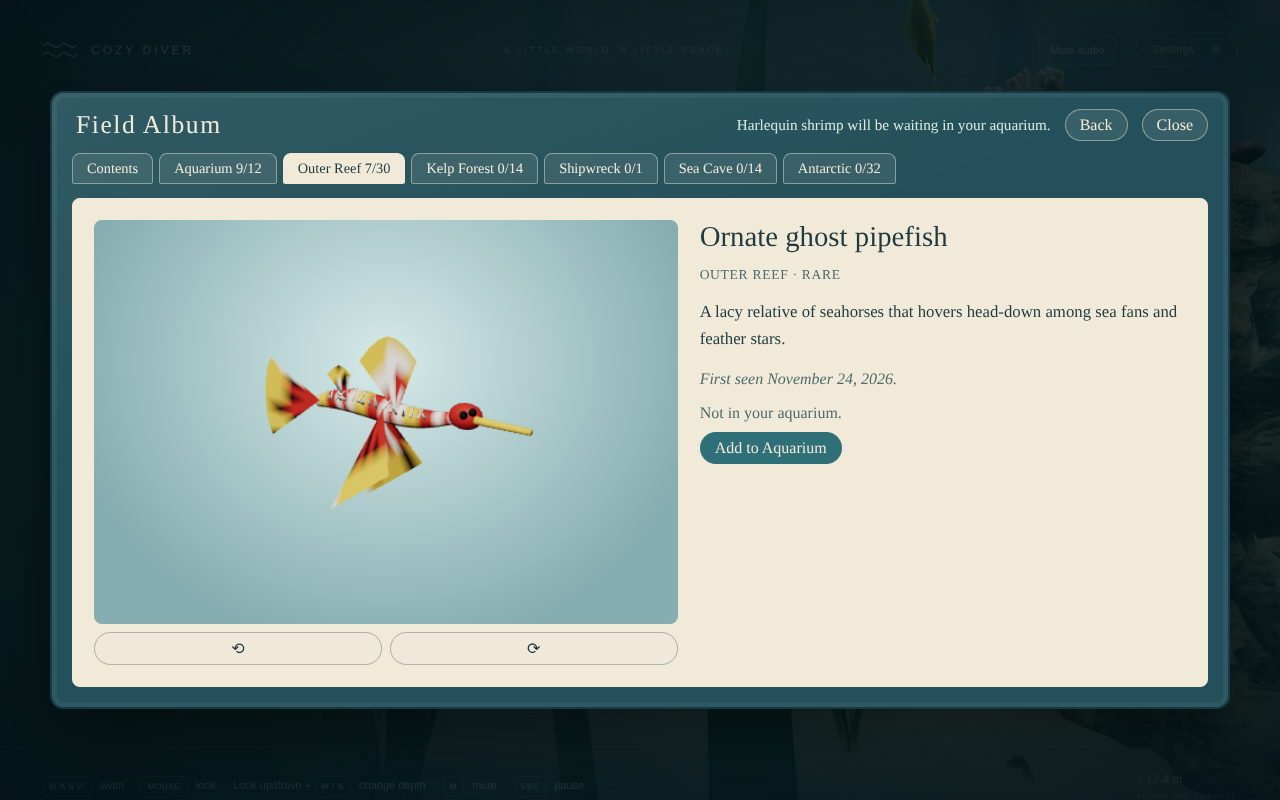 COZY DIVER
A LITTLE WORLD. A LITTLE PEACE.
Mute audio
Settings
Field Album
Harlequin shrimp will be waiting in your aquarium.
Back
Close
Contents
Aquarium 9/12
Outer Reef 7/30
Kelp Forest 0/14
Shipwreck 0/1
Sea Cave 0/14
Antarctic 0/32
Ornate ghost pipefish
OUTER REEF · RARE
A lacy relative of seahorses that hovers head-down among sea fans and
feather stars.
First seen November 24, 2026.
Not in your aquarium.
Add to Aquarium
W A S D swim MOUSE look Look up/down + W / S change depth M mute ESC pause
12.4 m